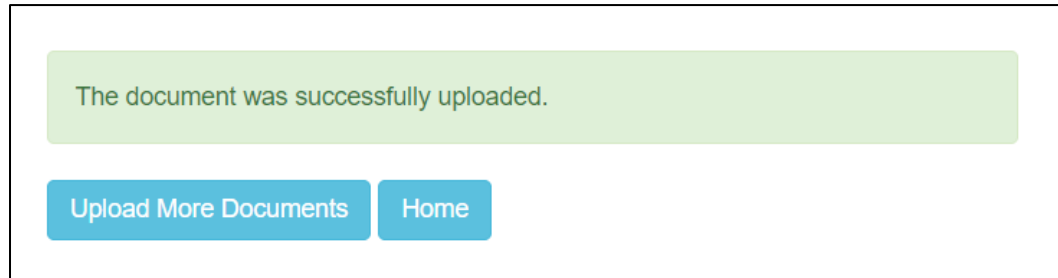 The document was successfully uploaded.
Upload More Documents Home